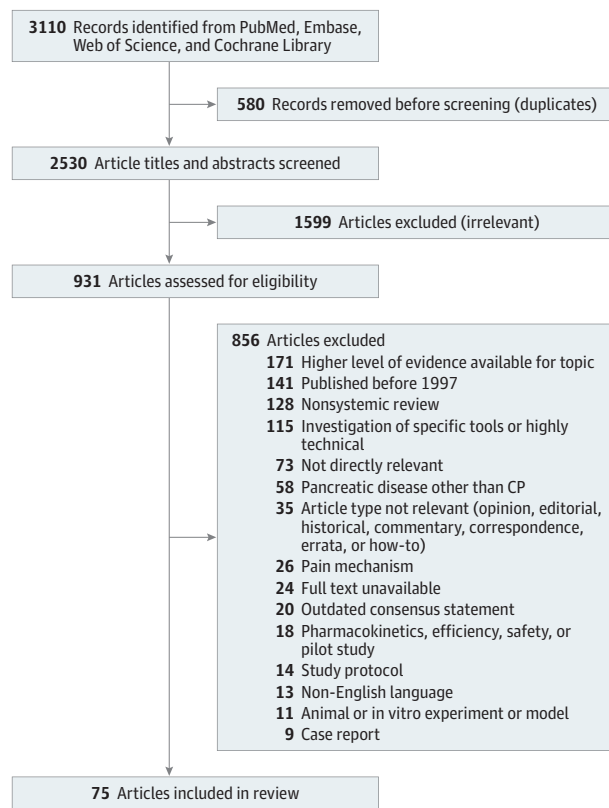 3110 Records identified from PubMed, Embase,
Web of Science, and Cochrane Library
580 Records removed before screening (duplicates)
2530 Article titles and abstracts screened
1599 Articles excluded (irrelevant)
931 Articles assessed for eligibility
856 Articles excluded
171 Higher level of evidence available for topic
141 Published before 1997
128 Nonsystemic review
115 Investigation of specific tools or highly
technical
73 Not directly relevant
58 Pancreatic disease other than CP
35 Article type not relevant (opinion, editorial,
historical, commentary, correspondence,
errata, or how-to)
26 Pain mechanism
24 Full text unavailable
20 Outdated consensus statement
18 Pharmacokinetics, efficiency, safety, or
pilot study
14 Study protocol
13 Non-English language
11 Animal or in vitro experiment or model
9 Case report
75 Articles included in review